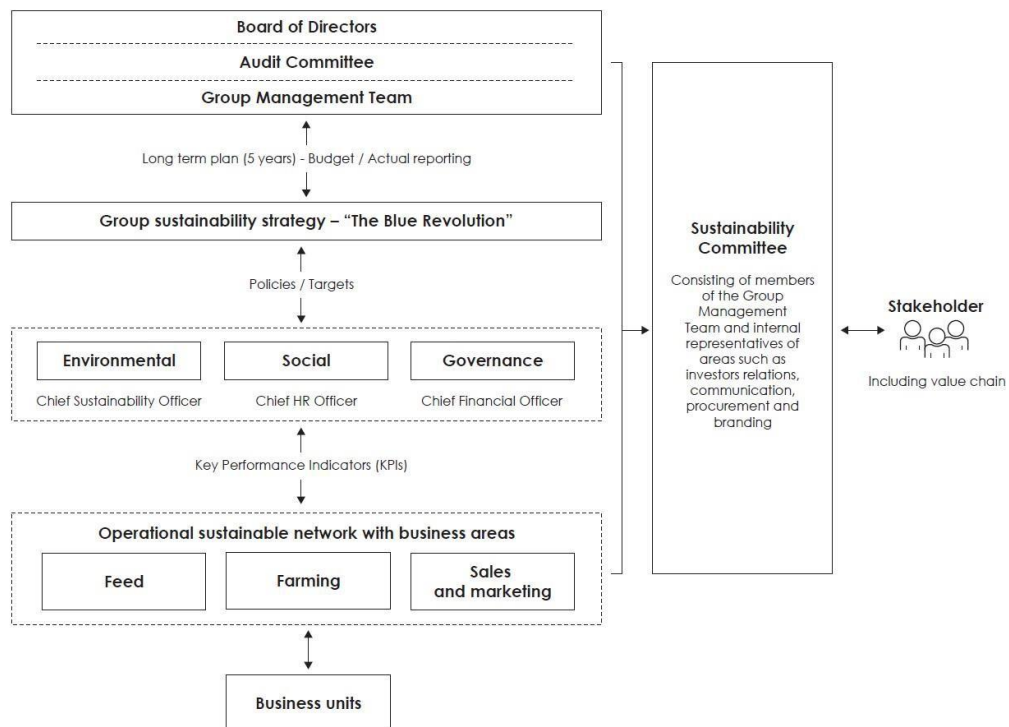 Board of Directors
Audit Committee
Group Management Team
Long term plan (5 years) - Budget / Actual reporting
Group sustainability strategy – “The Blue Revolution”
Policies / Targets
Environmental
Social
Governance
Chief Sustainability Officer
Chief HR Officer
Chief Financial Officer
Key Performance Indicators (KPIs)
Operational sustainable network with business areas
Feed
Farming
Sales
and marketing
Business units
Sustainability
Committee
Consisting of members
of the Group
Management
Team and internal
representatives of
areas such as
investors relations,
communication,
procurement and
branding
Stakeholder
Including value chain